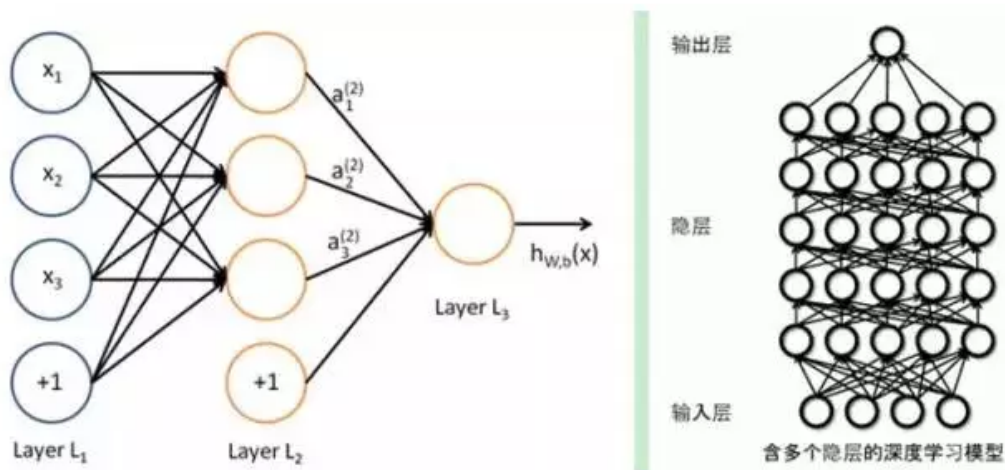 x₁
x₂
x₃
+1
Layer L₁
a₁⁽²⁾
a₂⁽²⁾
a₃⁽²⁾
+1
Layer L₂
Layer L₃
h_W,b(x)
输出层
隐层
输入层
含多个隐层的深度学习模型